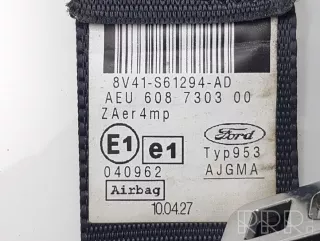 8V41-S61294-AD
AEU 608 7303 00
ZAer4mp
E1 e1 Ford
Typ953
040962 AJGMA
Airbag
10.04.27
RRR